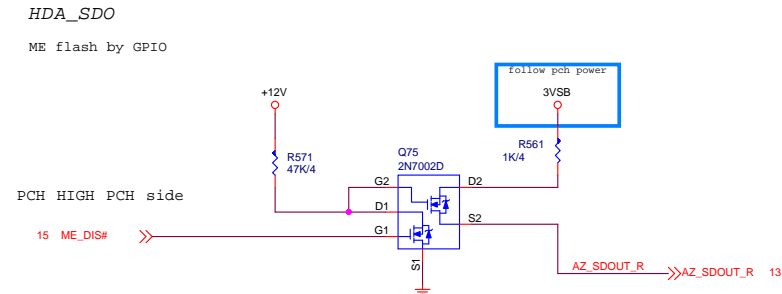 HDA_SDO
ME flash by GPIO
follow pch power
+12V
3VSB
R571
47K/4
Q75
2N7002D
R561
1K/4
G2
D2
PCH HIGH PCH side
D1
S2
15 ME_DIS#
G1
S1
AZ_SDOUT_R
AZ_SDOUT_R 13